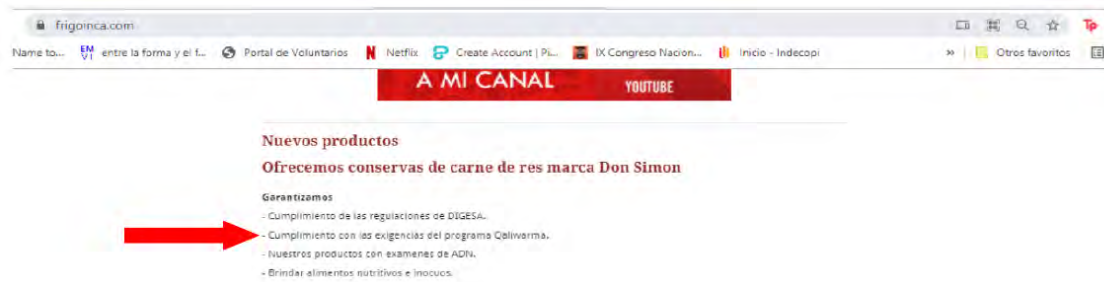 frigoinca.com
Tp
Name to... EM VI entre la forma y el f... Portal de Voluntarios N Netflix Create Account | Pi... IX Congreso Nacion... Inicio - Indecopi » Otros favoritos
A MI CANAL YOUTUBE
Nuevos productos
Ofrecemos conservas de carne de res marca Don Simon
Garantizamos
- Cumplimiento de las regulaciones de DIGESA.
- Cumplimiento con las exigencias del programa Qaliwarma.
- Nuestros productos con examenes de ADN.
- Brindar alimentos nutritivos e inocuos.